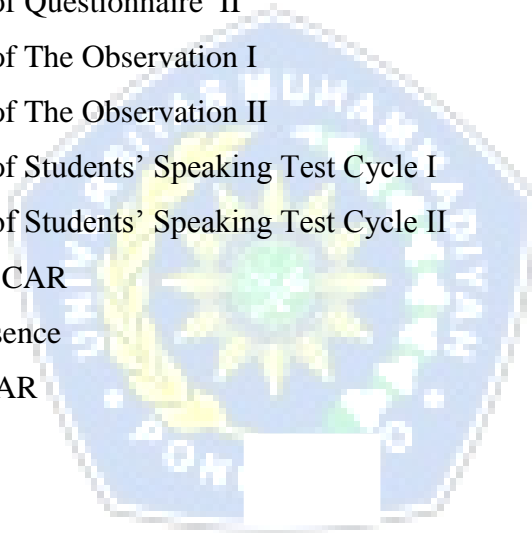 of Questionnaire II
of The Observation I
of The Observation II
of Students’ Speaking Test Cycle I
of Students’ Speaking Test Cycle II
CAR
sence
AR